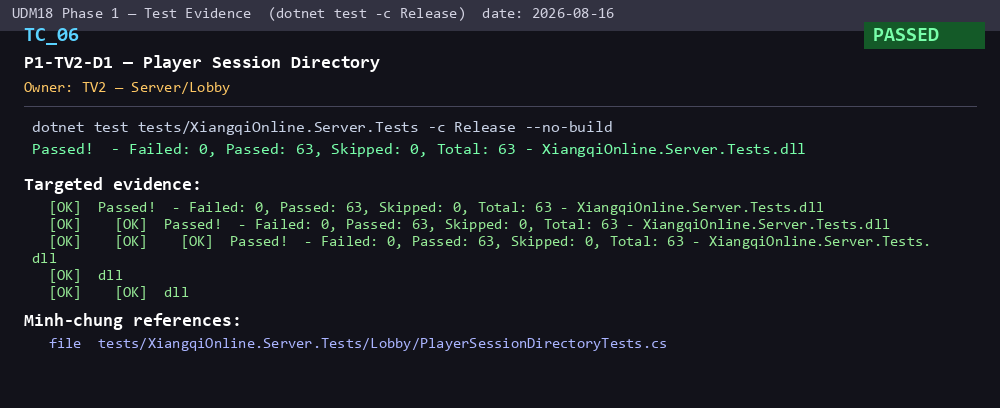 UDM18 Phase 1 — Test Evidence  (dotnet test -c Release)  date: 2026-08-16
TC_06
PASSED
P1-TV2-D1 — Player Session Directory
Owner: TV2 — Server/Lobby
dotnet test tests/XiangqiOnline.Server.Tests -c Release --no-build
Passed!  - Failed: 0, Passed: 63, Skipped: 0, Total: 63 - XiangqiOnline.Server.Tests.dll
Targeted evidence:
[OK]  Passed!  - Failed: 0, Passed: 63, Skipped: 0, Total: 63 - XiangqiOnline.Server.Tests.dll
[OK]    [OK]  Passed!  - Failed: 0, Passed: 63, Skipped: 0, Total: 63 - XiangqiOnline.Server.Tests.dll
[OK]    [OK]    [OK]  Passed!  - Failed: 0, Passed: 63, Skipped: 0, Total: 63 - XiangqiOnline.Server.Tests.
dll
[OK]  dll
[OK]    [OK]  dll
Minh-chung references:
file  tests/XiangqiOnline.Server.Tests/Lobby/PlayerSessionDirectoryTests.cs